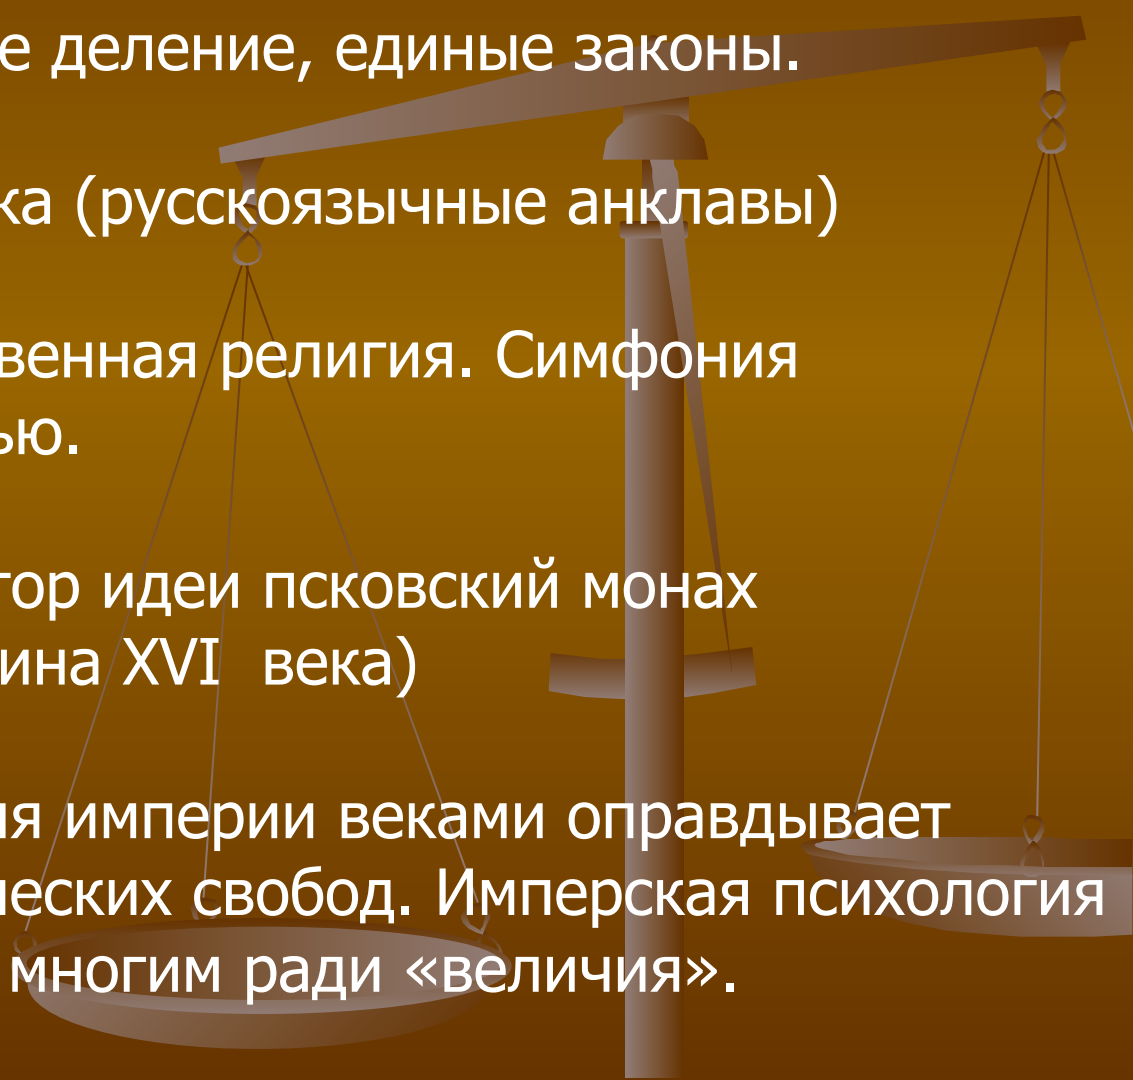 е деление, единые законы.
ка (русскоязычные анклавы)
венная религия. Симфония
ью.
тор идеи псковский монах
ина XVI века)
ия империи веками оправдывает
ческих свобод. Имперская психология
многим ради «величия».